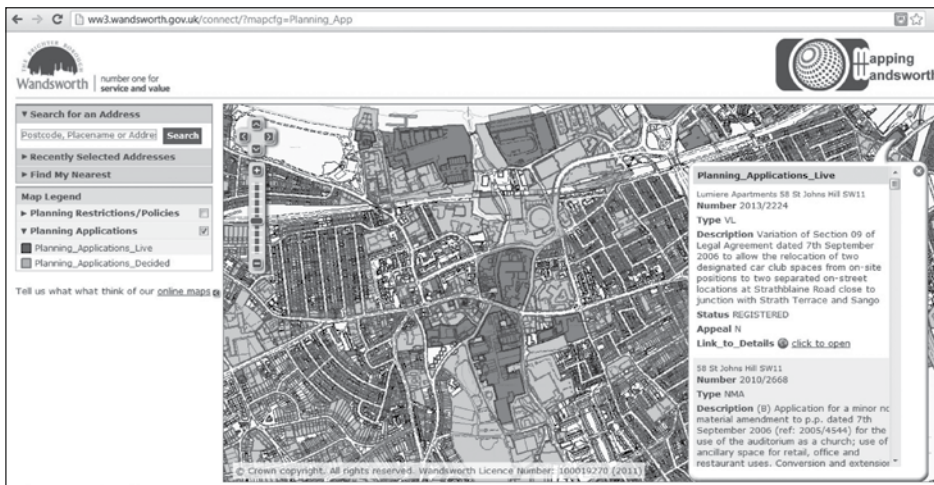 ww3.wandsworth.gov.uk/connect/?mapcfg=Planning_App
THE BRIGHTER BOROUGH
Wandsworth
number one for
service and value
Mapping
Wandsworth
Search for an Address
Postcode, Placename or Addre
Search
Recently Selected Addresses
Find My Nearest
Map Legend
Planning Restrictions/Policies
Planning Applications
Planning_Applications_Live
Planning_Applications_Decided
Tell us what what think of our online maps
Planning_Applications_Live
Lumiere Apartments 58 St Johns Hill SW11
Number 2013/2224
Type VL
Description Variation of Section 09 of
Legal Agreement dated 7th September
2006 to allow the relocation of two
designated car club spaces from on-site
positions to two separated on-street
locations at Strathblaine Road close to
junction with Strath Terrace and Sango
Status REGISTERED
Appeal N
Link_to_Details click to open
58 St Johns Hill SW11
Number 2010/2668
Type NMA
Description (B) Application for a minor no
material amendment to p.p. dated 7th
September 2006 (ref: 2005/4544) for the
use of the auditorium as a church; use of
ancillary space for retail, office and
restaurant uses. Conversion and extension
© Crown copyright. All rights reserved. Wandsworth Licence Number: 100019270 (2011)